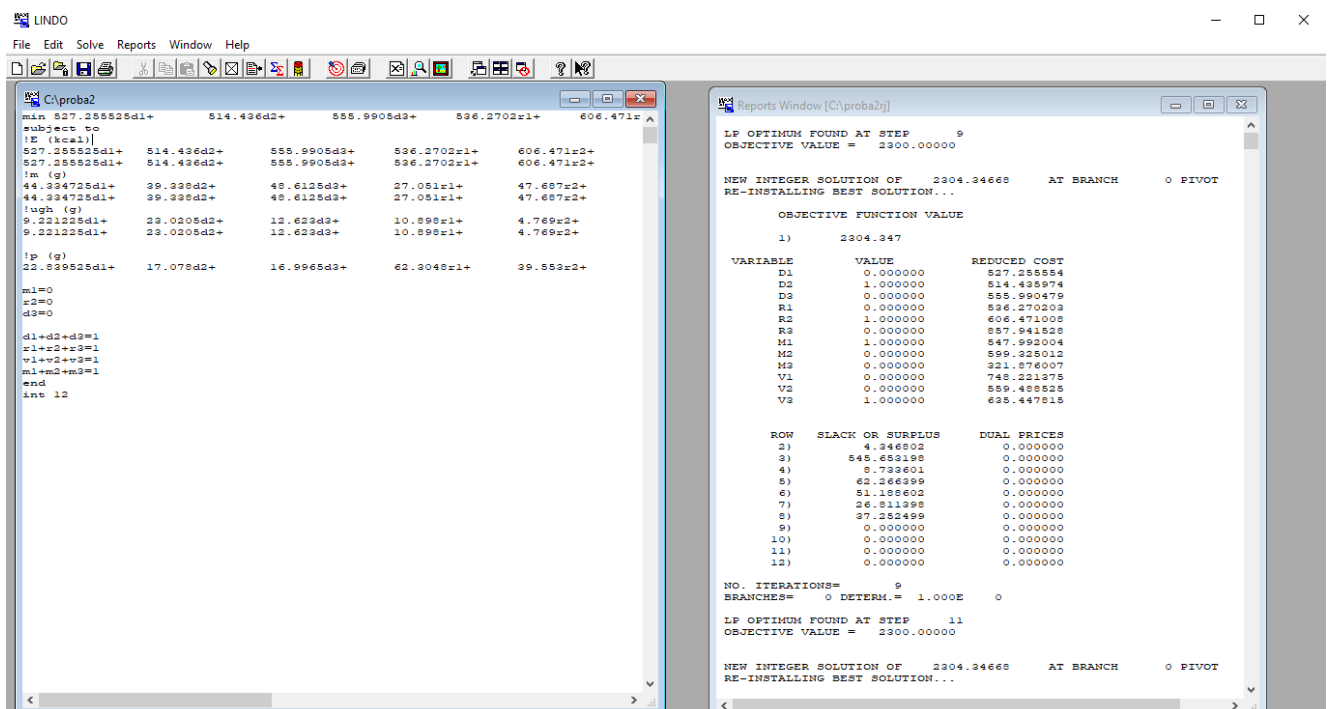 LINDO
File Edit Solve Reports Window Help
C:\proba2
min 527.255525d1+ 514.436d2+ 555.9905d3+ 536.2702r1+ 606.471r
subject to
!E (kcal)
527.255525d1+ 514.436d2+ 555.9905d3+ 536.2702r1+ 606.471r2+
527.255525d1+ 514.436d2+ 555.9905d3+ 536.2702r1+ 606.471r2+
!m (g)
44.334725d1+ 39.338d2+ 48.6125d3+ 27.051r1+ 47.687r2+
44.334725d1+ 39.338d2+ 48.6125d3+ 27.051r1+ 47.687r2+
!ugh (g)
9.221225d1+ 23.0205d2+ 12.623d3+ 10.898r1+ 4.769r2+
9.221225d1+ 23.0205d2+ 12.623d3+ 10.898r1+ 4.769r2+
!p (g)
22.839525d1+ 17.078d2+ 16.9965d3+ 62.3048r1+ 39.553r2+
m1=0
r2=0
d3=0
d1+d2+d3=1
r1+r2+r3=1
v1+v2+v3=1
m1+m2+m3=1
end
int 12
Reports Window [C:\proba2rj]
LP OPTIMUM FOUND AT STEP 9
OBJECTIVE VALUE = 2300.00000
NEW INTEGER SOLUTION OF 2304.34668 AT BRANCH 0 PIVOT
RE-INSTALLING BEST SOLUTION...
OBJECTIVE FUNCTION VALUE
1) 2304.347
VARIABLE VALUE REDUCED COST
D1 0.000000 527.255554
D2 1.000000 514.435974
D3 0.000000 555.990479
R1 0.000000 536.270203
R2 1.000000 606.471008
R3 0.000000 857.941528
M1 1.000000 547.992004
M2 0.000000 599.325012
M3 0.000000 321.876007
V1 0.000000 748.221375
V2 0.000000 559.488525
V3 1.000000 635.447815
ROW SLACK OR SURPLUS DUAL PRICES
2) 4.346802 0.000000
3) 545.653198 0.000000
4) 8.733601 0.000000
5) 62.266399 0.000000
6) 51.188602 0.000000
7) 26.811398 0.000000
8) 37.252499 0.000000
9) 0.000000 0.000000
10) 0.000000 0.000000
11) 0.000000 0.000000
12) 0.000000 0.000000
NO. ITERATIONS= 9
BRANCHES= 0 DETERM.= 1.000E 0
LP OPTIMUM FOUND AT STEP 11
OBJECTIVE VALUE = 2300.00000
NEW INTEGER SOLUTION OF 2304.34668 AT BRANCH 0 PIVOT
RE-INSTALLING BEST SOLUTION...